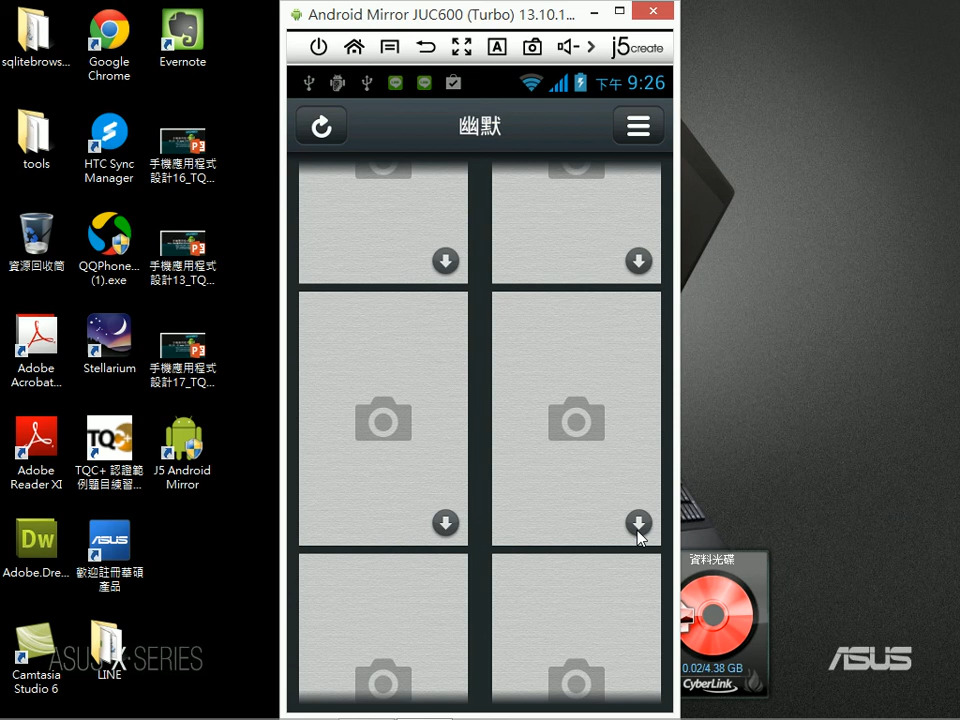 sqlitebrows...
Google
Chrome
Evernote
tools
HTC Sync
Manager
手機應用程式
設計16_TQ...
資源回收筒
QQPhone...
(1).exe
手機應用程式
設計13_TQ...
Adobe
Acrobat...
Stellarium
手機應用程式
設計17_TQ...
Adobe
Reader XI
TQC+
TQC+ 認證範
例題目練習...
J5 Android
Mirror
Dw
Adobe.Dre...
ASUS
歡迎註冊華碩
產品
Camtasia
Studio 6
LINE
ASUS X-SERIES
Android Mirror JUC600 (Turbo) 13.10.1...
A
j5create
下午 9:26
幽默
資料光碟
0.02/4.38 GB
CyberLink
ASUS